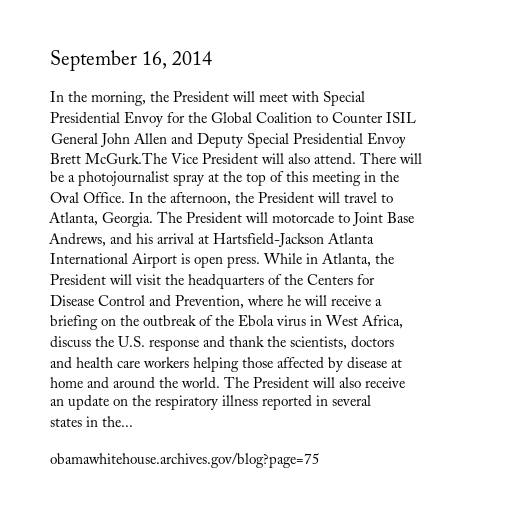 September 16, 2014
In the morning, the President will meet with Special
Presidential Envoy for the Global Coalition to Counter ISIL
General John Allen and Deputy Special Presidential Envoy
Brett McGurk.The Vice President will also attend. There will
be a photojournalist spray at the top of this meeting in the
Oval Office. In the afternoon, the President will travel to
Atlanta, Georgia. The President will motorcade to Joint Base
Andrews, and his arrival at Hartsfield-Jackson Atlanta
International Airport is open press. While in Atlanta, the
President will visit the headquarters of the Centers for
Disease Control and Prevention, where he will receive a
briefing on the outbreak of the Ebola virus in West Africa,
discuss the U.S. response and thank the scientists, doctors
and health care workers helping those affected by disease at
home and around the world. The President will also receive
an update on the respiratory illness reported in several
states in the...
obamawhitehouse.archives.gov/blog?page=75